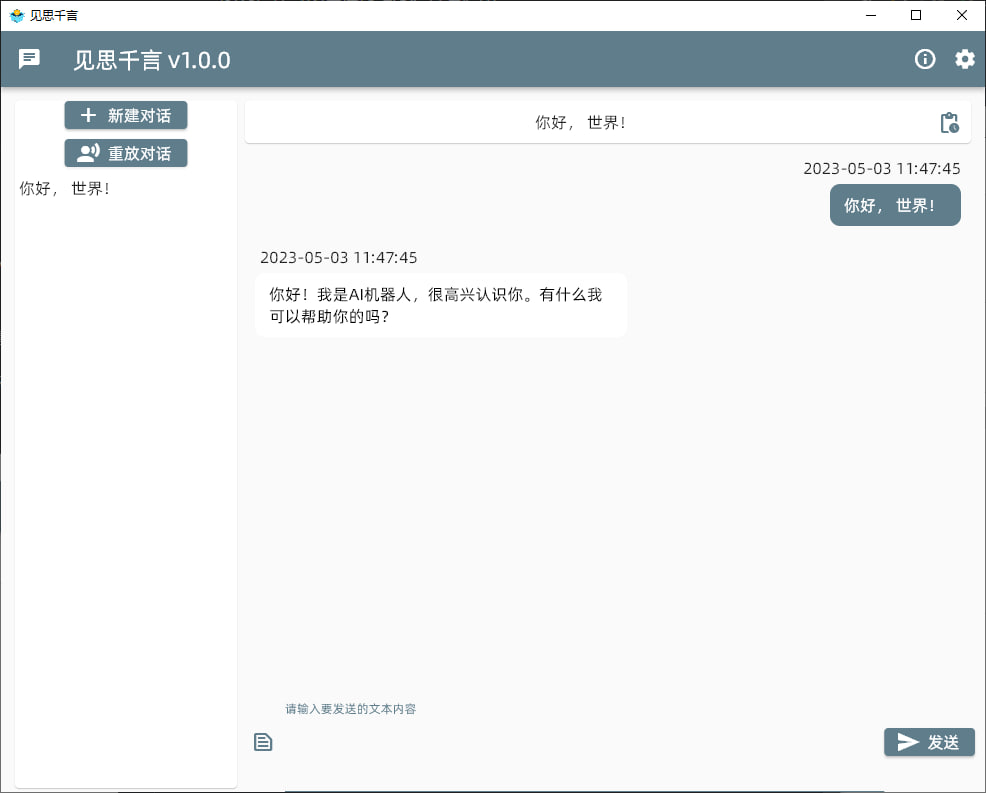 见思千言
见思千言 v1.0.0
新建对话
重放对话
你好， 世界！
你好， 世界！
2023-05-03 11:47:45
你好， 世界！
2023-05-03 11:47:45
你好！我是AI机器人，很高兴认识你。有什么我
可以帮助你的吗？
请输入要发送的文本内容
发送